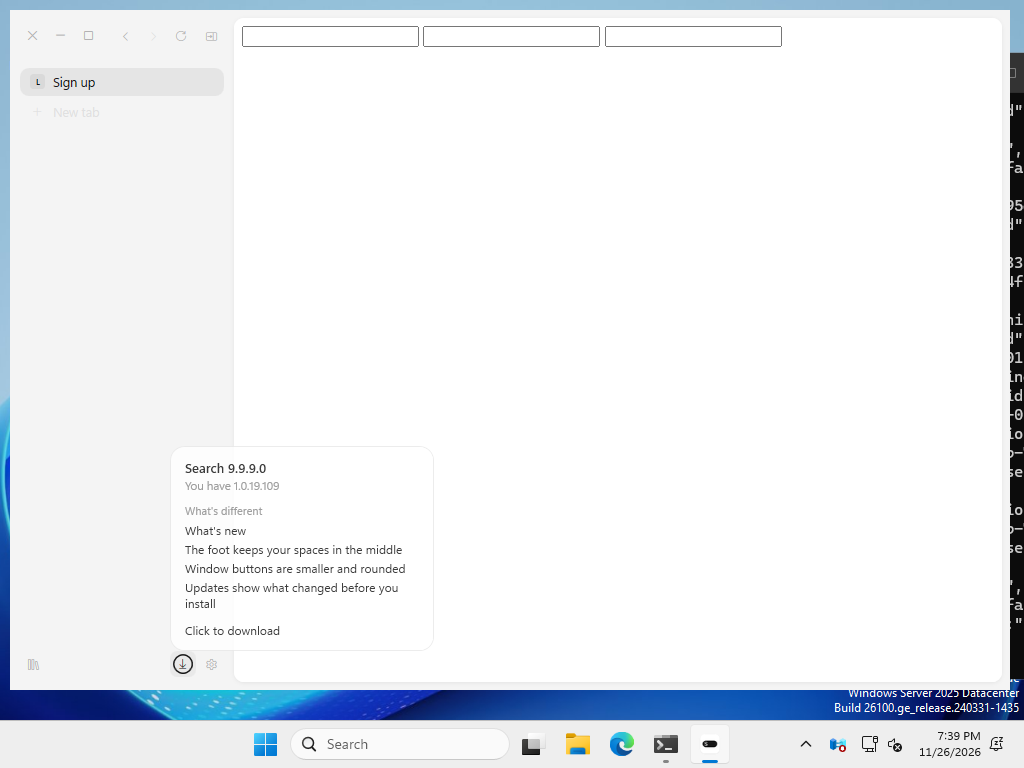 L Sign up
+ New tab
Search 9.9.9.0
You have 1.0.19.109
What's different
What's new
The foot keeps your spaces in the middle
Window buttons are smaller and rounded
Updates show what changed before you
install
Click to download
Windows Server 2025 Datacenter
Build 26100.ge_release.240331-1435
Search
7:39 PM
11/26/2026